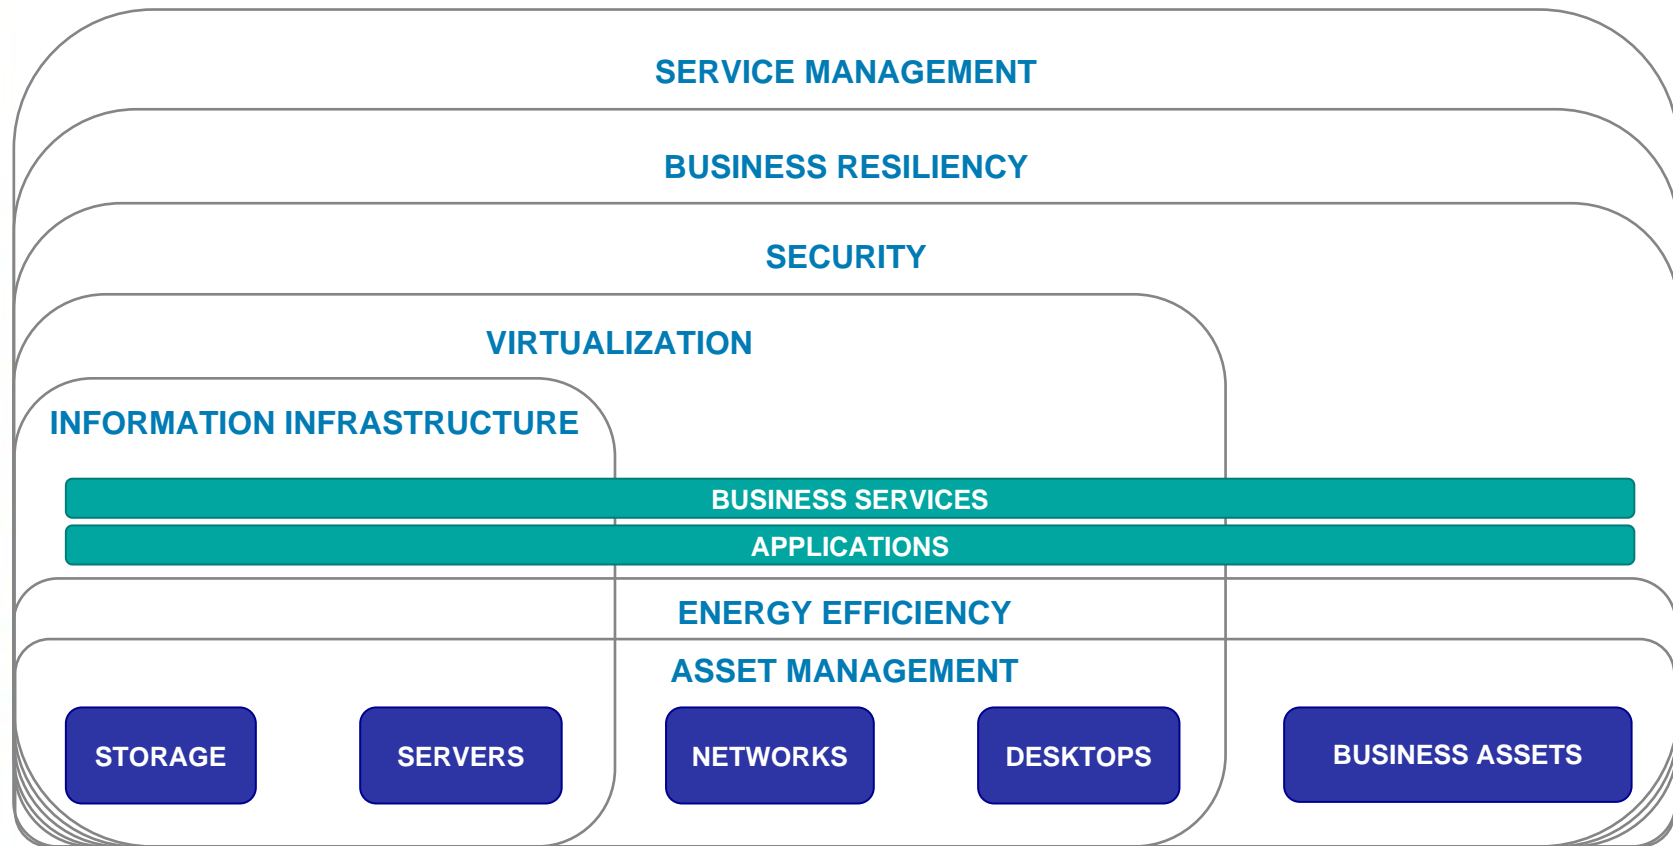 SERVICE MANAGEMENT
BUSINESS RESILIENCY
SECURITY
VIRTUALIZATION
INFORMATION INFRASTRUCTURE
BUSINESS SERVICES
APPLICATIONS
ENERGY EFFICIENCY
ASSET MANAGEMENT
STORAGE
SERVERS
NETWORKS
DESKTOPS
BUSINESS ASSETS